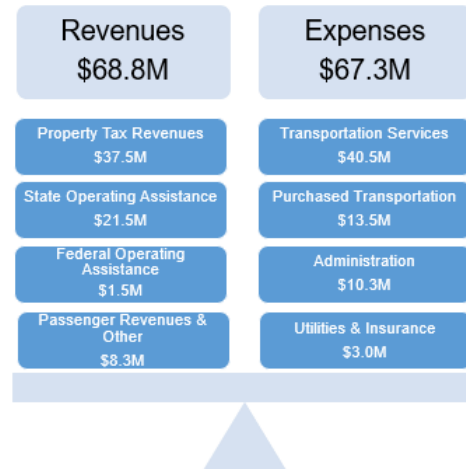 Revenues
$68.8M
Expenses
$67.3M
Property Tax Revenues
$37.5M
Transportation Services
$40.5M
State Operating Assistance
$21.5M
Purchased Transportation
$13.5M
Federal Operating
Assistance
$1.5M
Administration
$10.3M
Passenger Revenues &
Other
$8.3M
Utilities & Insurance
$3.0M